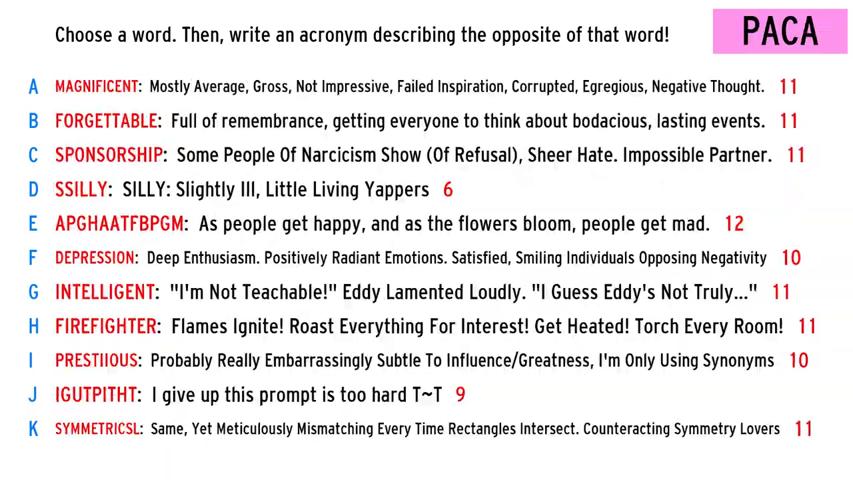 Choose a word. Then, write an acronym describing the opposite of that word!
PACA
A MAGNIFICENT: Mostly Average, Gross, Not Impressive, Failed Inspiration, Corrupted, Egregious, Negative Thought. 11
B FORGETTABLE: Full of remembrance, getting everyone to think about bodacious, lasting events. 11
C SPONSORSHIP: Some People Of Narcicism Show (Of Refusal), Sheer Hate. Impossible Partner. 11
D SSILLY: SILLY: Slightly Ill, Little Living Yappers 6
E APGHAATFBPGM: As people get happy, and as the flowers bloom, people get mad. 12
F DEPRESSION: Deep Enthusiasm. Positively Radiant Emotions. Satisfied, Smiling Individuals Opposing Negativity 10
G INTELLIGENT: "I'm Not Teachable!" Eddy Lamented Loudly. "I Guess Eddy's Not Truly..." 11
H FIREFIGHTER: Flames Ignite! Roast Everything For Interest! Get Heated! Torch Every Room! 11
I PRESTIIOUS: Probably Really Embarrassingly Subtle To Influence/Greatness, I'm Only Using Synonyms 10
J IGUTPITHT: I give up this prompt is too hard T~T 9
K SYMMETRICSL: Same, Yet Meticulously Mismatching Every Time Rectangles Intersect. Counteracting Symmetry Lovers 11